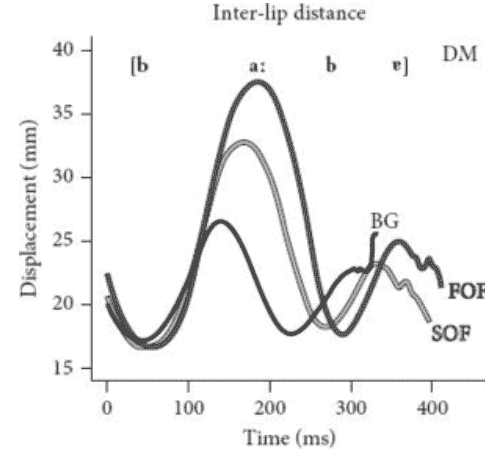 Inter-lip distance
40
35
30
25
20
15
Displacement (mm)
[b a: b ɐ]
DM
BG
FOF
SOF
0 100 200 300 400
Time (ms)